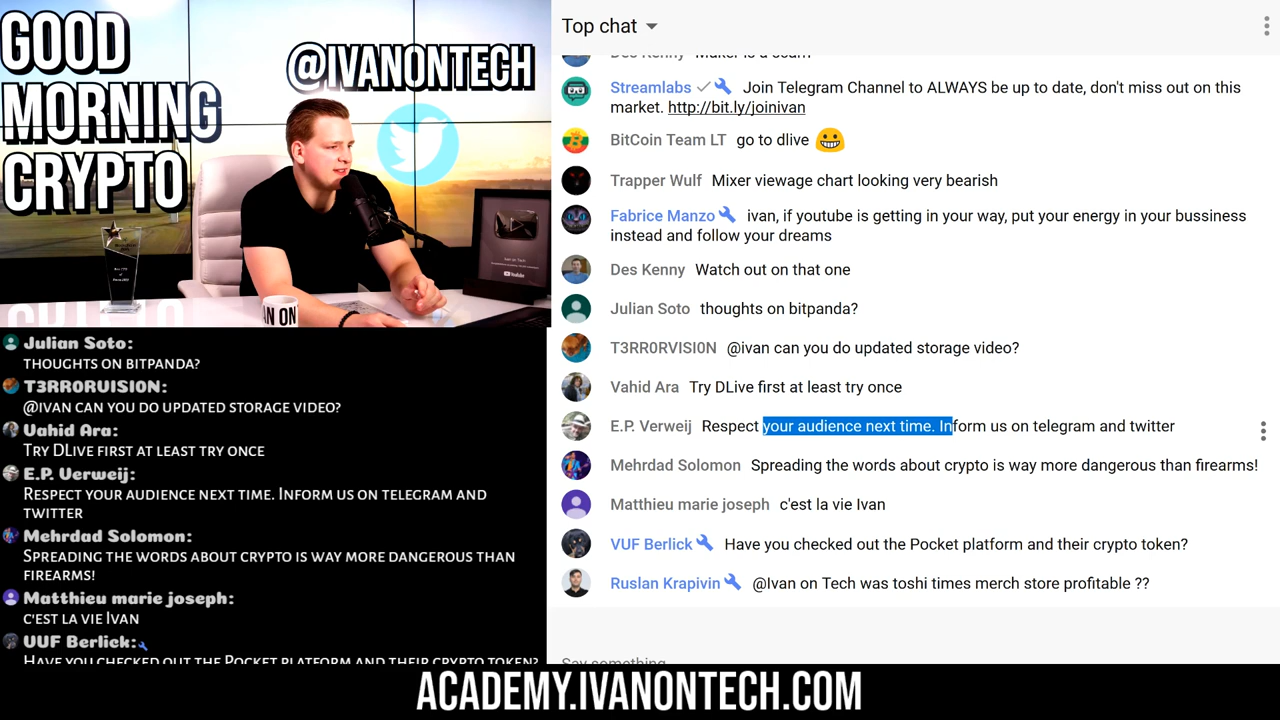 GOOD
MORNING
CRYPTO
@IVANONTECH
YouTube
AN ON
Julian Soto:
THOUGHTS ON BITPANDA?
T3RR0RVISI0N:
@IVAN CAN YOU DO UPDATED STORAGE VIDEO?
Vahid Ara:
TRY DLIVE FIRST AT LEAST TRY ONCE
E.P. Verweij:
RESPECT YOUR AUDIENCE NEXT TIME. INFORM US ON TELEGRAM AND
TWITTER
Mehrdad Solomon:
SPREADING THE WORDS ABOUT CRYPTO IS WAY MORE DANGEROUS THAN
FIREARMS!
Matthieu marie joseph:
C'EST LA VIE IVAN
VUF Berlick:
HAVE YOU CHECKED OUT THE POCKET PLATFORM AND THEIR CRYPTO TOKEN?
Top chat
Des Kenny Maker is a scam
Streamlabs Join Telegram Channel to ALWAYS be up to date, don't miss out on this
market. http://bit.ly/joinivan
BitCoin Team LT go to dlive
Trapper Wulf Mixer viewage chart looking very bearish
Fabrice Manzo ivan, if youtube is getting in your way, put your energy in your bussiness
instead and follow your dreams
Des Kenny Watch out on that one
Julian Soto thoughts on bitpanda?
T3RR0RVISI0N @ivan can you do updated storage video?
Vahid Ara Try DLive first at least try once
E.P. Verweij Respect your audience next time. Inform us on telegram and twitter
Mehrdad Solomon Spreading the words about crypto is way more dangerous than firearms!
Matthieu marie joseph c'est la vie Ivan
VUF Berlick Have you checked out the Pocket platform and their crypto token?
Ruslan Krapivin @Ivan on Tech was toshi times merch store profitable ??
Say something
ACADEMY.IVANONTECH.COM